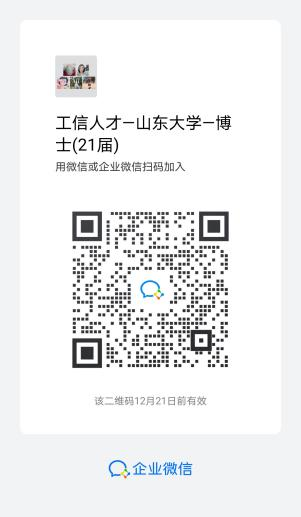 工信人才—山东大学—博
士(21届)
用微信或企业微信扫码加入
该二维码12月21日前有效
企业微信